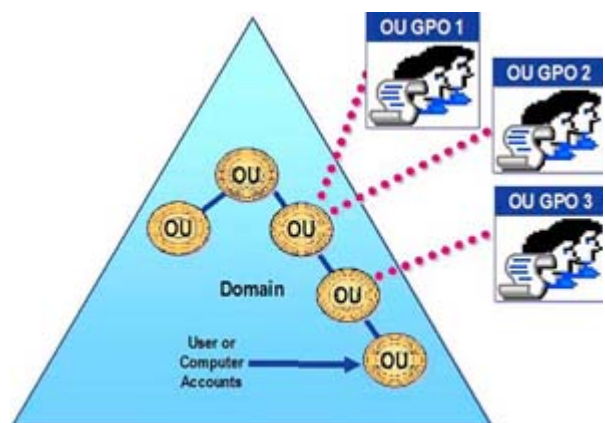 OU GPO 1
OU GPO 2
OU GPO 3
OU
OU
OU
OU
OU
Domain
User or
Computer
Accounts